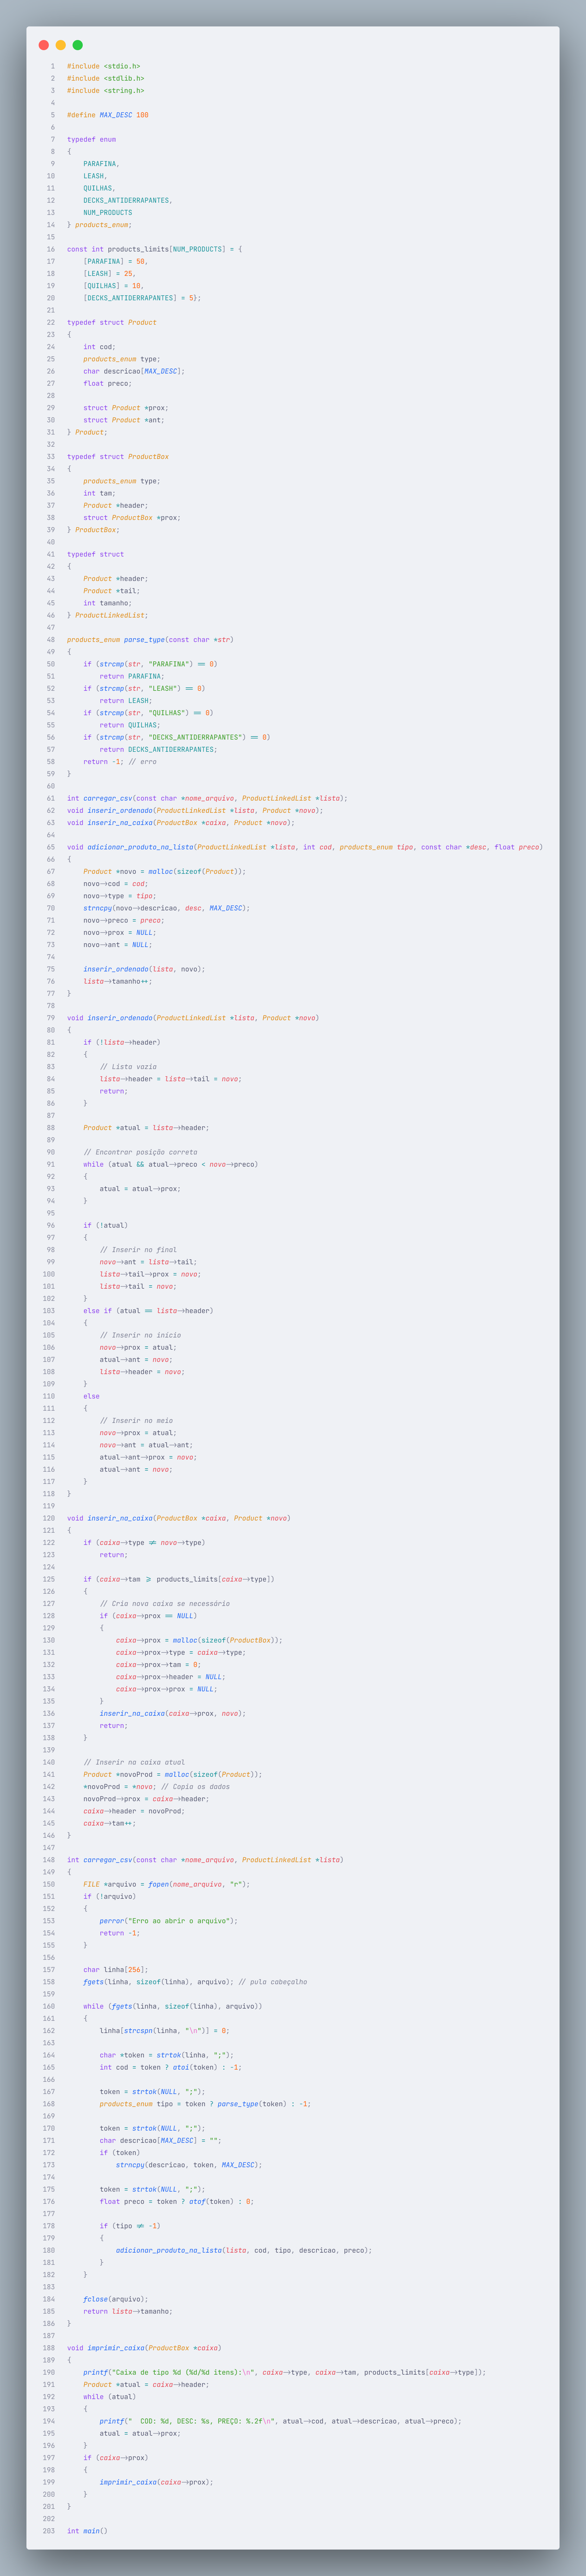 1 #include <stdio.h>
2 #include <stdlib.h>
3 #include <string.h>
4
5 #define MAX_DESC 100
6
7 typedef enum
8 {
9     PARAFINA,
10     LEASH,
11     QUILHAS,
12     DECKS_ANTIDERRAPANTES,
13     NUM_PRODUCTS
14 } products_enum;
15
16 const int products_limits[NUM_PRODUCTS] = {
17     [PARAFINA] = 50,
18     [LEASH] = 25,
19     [QUILHAS] = 10,
20     [DECKS_ANTIDERRAPANTES] = 5};
21
22 typedef struct Product
23 {
24     int cod;
25     products_enum type;
26     char descricao[MAX_DESC];
27     float preco;
28
29     struct Product *prox;
30     struct Product *ant;
31 } Product;
32
33 typedef struct ProductBox
34 {
35     products_enum type;
36     int tam;
37     Product *header;
38     struct ProductBox *prox;
39 } ProductBox;
40
41 typedef struct
42 {
43     Product *header;
44     Product *tail;
45     int tamanho;
46 } ProductLinkedList;
47
48 products_enum parse_type(const char *str)
49 {
50     if (strcmp(str, "PARAFINA") == 0)
51         return PARAFINA;
52     if (strcmp(str, "LEASH") == 0)
53         return LEASH;
54     if (strcmp(str, "QUILHAS") == 0)
55         return QUILHAS;
56     if (strcmp(str, "DECKS_ANTIDERRAPANTES") == 0)
57         return DECKS_ANTIDERRAPANTES;
58     return -1; // erro
59 }
60
61 int carregar_csv(const char *nome_arquivo, ProductLinkedList *lista);
62 void inserir_ordenado(ProductLinkedList *lista, Product *novo);
63 void inserir_na_caixa(ProductBox *caixa, Product *novo);
64
65 void adicionar_produto_na_lista(ProductLinkedList *lista, int cod, products_enum tipo, const char *desc, float preco)
66 {
67     Product *novo = malloc(sizeof(Product));
68     novo->cod = cod;
69     novo->type = tipo;
70     strncpy(novo->descricao, desc, MAX_DESC);
71     novo->preco = preco;
72     novo->prox = NULL;
73     novo->ant = NULL;
74
75     inserir_ordenado(lista, novo);
76     lista->tamanho++;
77 }
78
79 void inserir_ordenado(ProductLinkedList *lista, Product *novo)
80 {
81     if (!lista->header)
82     {
83         // Lista vazia
84         lista->header = lista->tail = novo;
85         return;
86     }
87
88     Product *atual = lista->header;
89
90     // Encontrar posição correta
91     while (atual && atual->preco < novo->preco)
92     {
93         atual = atual->prox;
94     }
95
96     if (!atual)
97     {
98         // Inserir no final
99         novo->ant = lista->tail;
100         lista->tail->prox = novo;
101         lista->tail = novo;
102     }
103     else if (atual == lista->header)
104     {
105         // Inserir no início
106         novo->prox = atual;
107         atual->ant = novo;
108         lista->header = novo;
109     }
110     else
111     {
112         // Inserir no meio
113         novo->prox = atual;
114         novo->ant = atual->ant;
115         atual->ant->prox = novo;
116         atual->ant = novo;
117     }
118 }
119
120 void inserir_na_caixa(ProductBox *caixa, Product *novo)
121 {
122     if (caixa->type != novo->type)
123         return;
124
125     if (caixa->tam >= products_limits[caixa->type])
126     {
127         // Cria nova caixa se necessário
128         if (caixa->prox == NULL)
129         {
130             caixa->prox = malloc(sizeof(ProductBox));
131             caixa->prox->type = caixa->type;
132             caixa->prox->tam = 0;
133             caixa->prox->header = NULL;
134             caixa->prox->prox = NULL;
135         }
136         inserir_na_caixa(caixa->prox, novo);
137         return;
138     }
139
140     // Inserir na caixa atual
141     Product *novoProd = malloc(sizeof(Product));
142     *novoProd = *novo; // Copia os dados
143     novoProd->prox = caixa->header;
144     caixa->header = novoProd;
145     caixa->tam++;
146 }
147
148 int carregar_csv(const char *nome_arquivo, ProductLinkedList *lista)
149 {
150     FILE *arquivo = fopen(nome_arquivo, "r");
151     if (!arquivo)
152     {
153         perror("Erro ao abrir o arquivo");
154         return -1;
155     }
156
157     char linha[256];
158     fgets(linha, sizeof(linha), arquivo); // pula cabeçalho
159
160     while (fgets(linha, sizeof(linha), arquivo))
161     {
162         linha[strcspn(linha, "\n")] = 0;
163
164         char *token = strtok(linha, ";");
165         int cod = token ? atoi(token) : -1;
166
167         token = strtok(NULL, ";");
168         products_enum tipo = token ? parse_type(token) : -1;
169
170         token = strtok(NULL, ";");
171         char descricao[MAX_DESC] = "";
172         if (token)
173             strncpy(descricao, token, MAX_DESC);
174
175         token = strtok(NULL, ";");
176         float preco = token ? atof(token) : 0;
177
178         if (tipo != -1)
179         {
180             adicionar_produto_na_lista(lista, cod, tipo, descricao, preco);
181         }
182     }
183
184     fclose(arquivo);
185     return lista->tamanho;
186 }
187
188 void imprimir_caixa(ProductBox *caixa)
189 {
190     printf("Caixa de tipo %d (%d/%d itens):\n", caixa->type, caixa->tam, products_limits[caixa->type]);
191     Product *atual = caixa->header;
192     while (atual)
193     {
194         printf("  COD: %d, DESC: %s, PREÇO: %.2f\n", atual->cod, atual->descricao, atual->preco);
195         atual = atual->prox;
196     }
197     if (caixa->prox)
198     {
199         imprimir_caixa(caixa->prox);
200     }
201 }
202
203 int main()